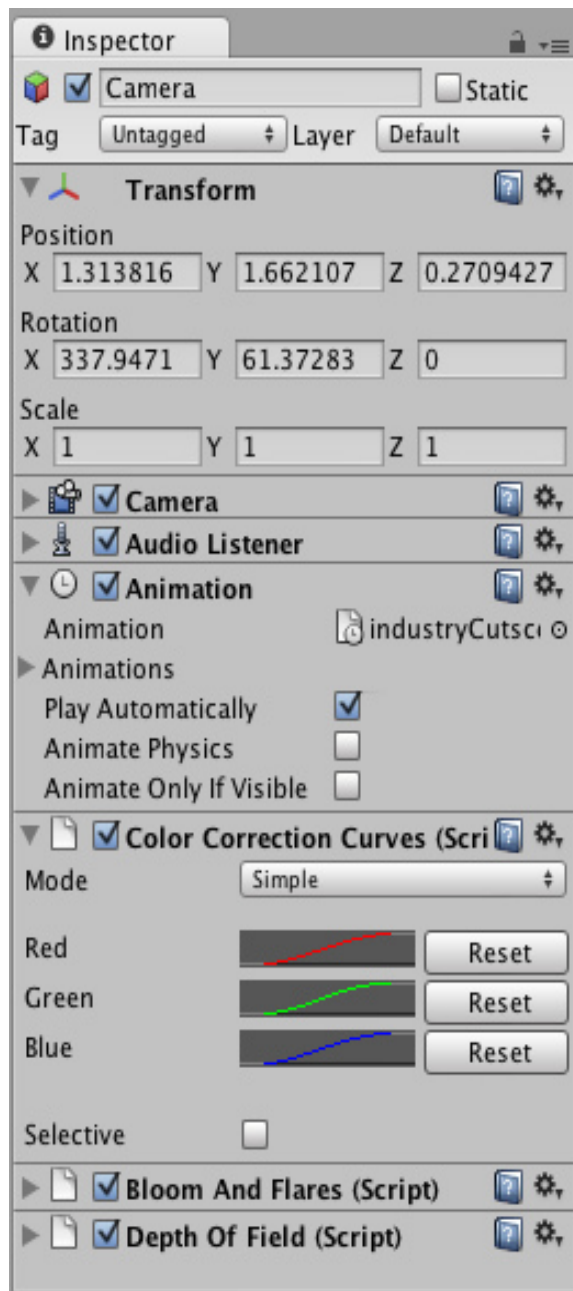 Inspector
Camera Static
Tag Untagged Layer Default
Transform
Position
X 1.313816 Y 1.662107 Z 0.2709427
Rotation
X 337.9471 Y 61.37283 Z 0
Scale
X 1 Y 1 Z 1
Camera
Audio Listener
Animation
Animation industryCutsc
Animations
Play Automatically
Animate Physics
Animate Only If Visible
Color Correction Curves (Scri
Mode Simple
Red Reset
Green Reset
Blue Reset
Selective
Bloom And Flares (Script)
Depth Of Field (Script)